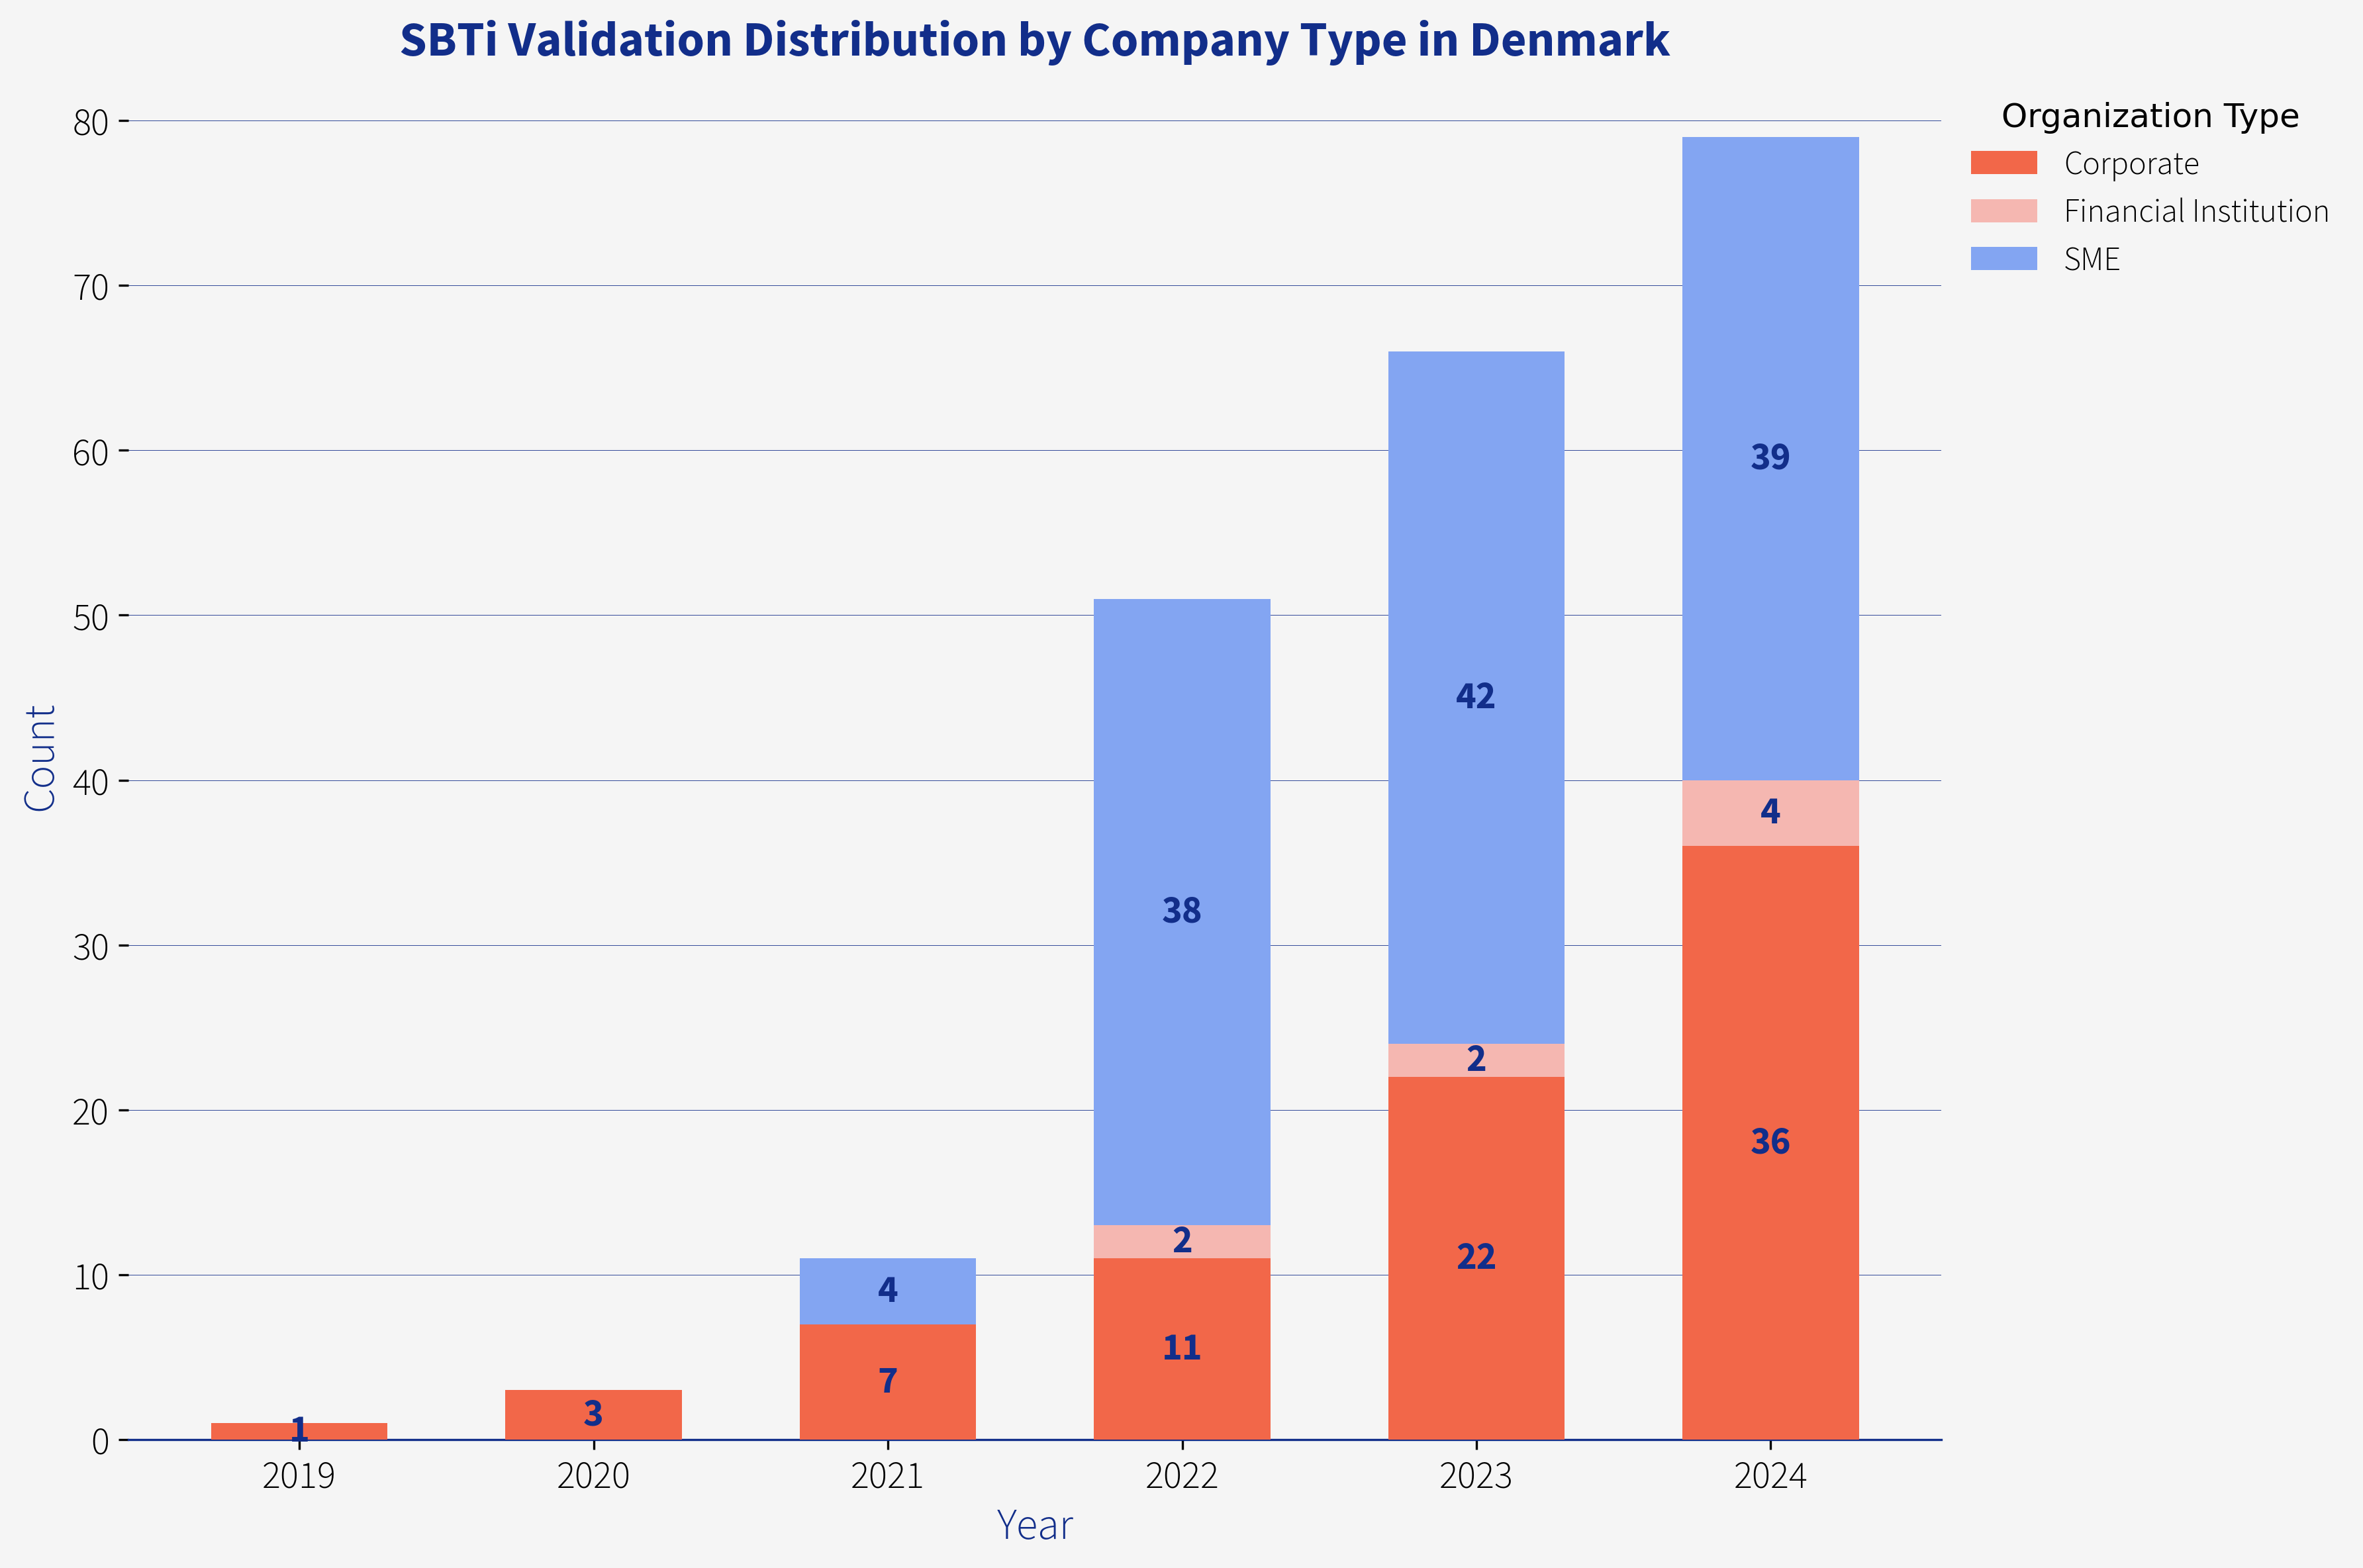 SBTi Validation Distribution by Company Type in Denmark
Organization Type
Corporate
Financial Institution
SME
80
70
60
50
40
30
20
10
0
Count
39
42
4
38
2
36
2
22
4
11
7
3
1
2019 2020 2021 2022 2023 2024
Year